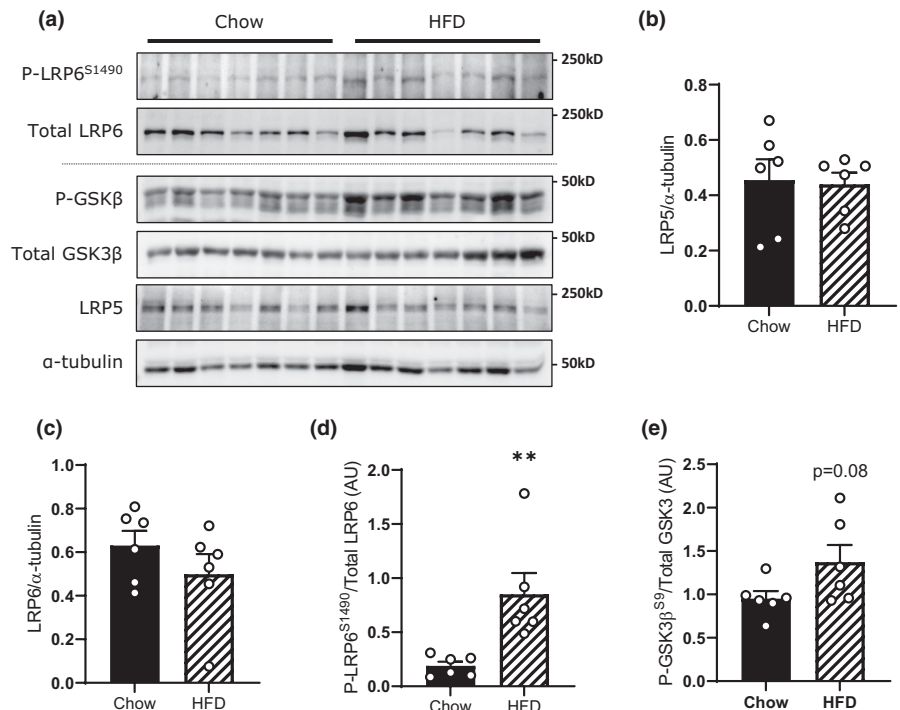 (a)
Chow HFD
P-LRP6S1490
250kD
Total LRP6
250kD
P-GSKβ
50kD
Total GSK3β
50kD
LRP5
250kD
α-tubulin
50kD
(b)
LRP5/α-tubulin
0.8
0.6
0.4
0.2
0.0
Chow HFD
(c)
LRP6/α-tubulin
1.0
0.8
0.6
0.4
0.2
0.0
Chow HFD
(d)
P-LRP6S1490/Total LRP6 (AU)
2.0
1.5
1.0
0.5
0.0
**
Chow HFD
(e)
P-GSK3βS9/Total GSK3 (AU)
2.5
2.0
1.5
1.0
0.5
0.0
p=0.08
Chow HFD